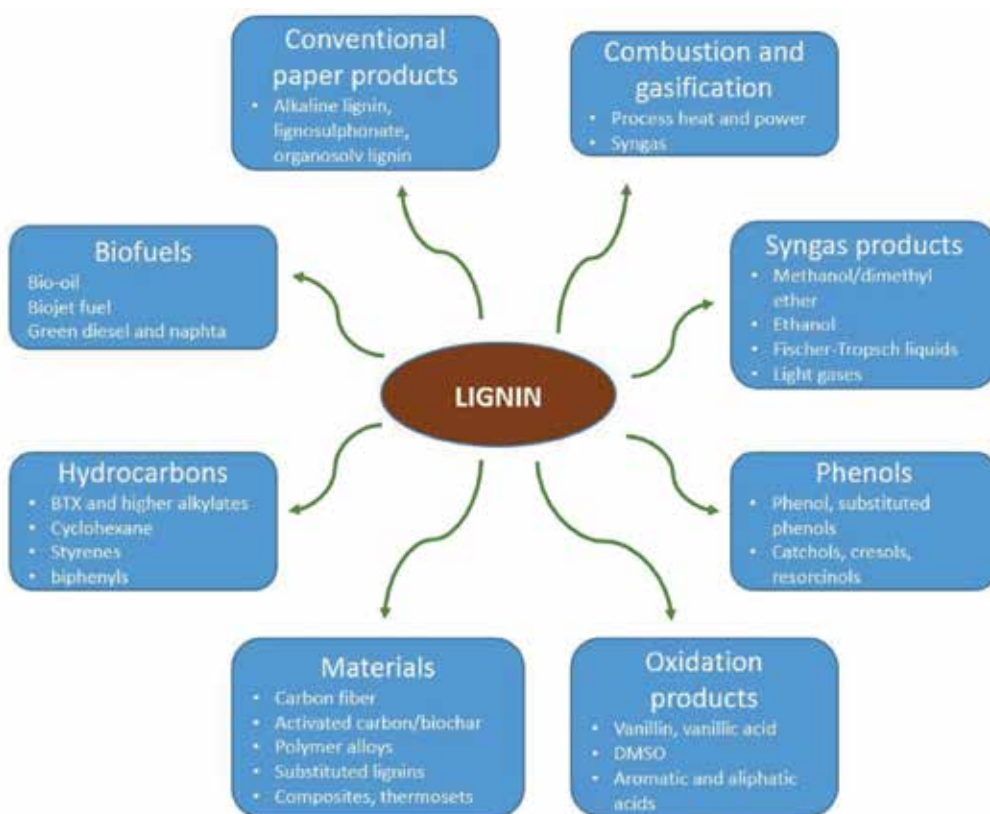 Conventional
paper products
• Alkaline lignin,
lignosulphonate,
organosolv lignin
Combustion and
gasification
• Process heat and power
• Syngas
Biofuels
Bio-oil
Biojet fuel
Green diesel and naphta
Syngas products
• Methanol/dimethyl
ether
• Ethanol
• Fischer-Tropsch liquids
• Light gases
LIGNIN
Hydrocarbons
• BTX and higher alkylates
• Cyclohexane
• Styrenes
• biphenyls
Phenols
• Phenol, substituted
phenols
• Catchols, cresols,
resorcinols
Materials
• Carbon fiber
• Activated carbon/biochar
• Polymer alloys
• Substituted lignins
• Composites, thermosets
Oxidation
products
• Vanillin, vanillic acid
• DMSO
• Aromatic and aliphatic
acids